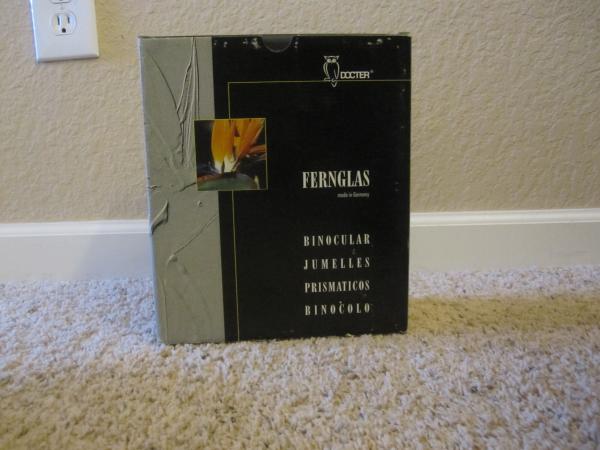 DOCTER®
FERNGLAS
made in Germany
BINOCULAR
JUMELLES
PRISMATICOS
BINOCOLO